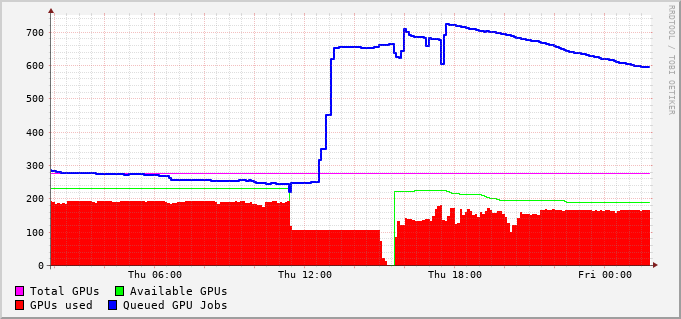 RRDTOOL / TOBI OETIKER
700
600
500
400
300
200
100
0
Thu 06:00 Thu 12:00 Thu 18:00 Fri 00:00
Total GPUs Available GPUs
GPUs used Queued GPU Jobs